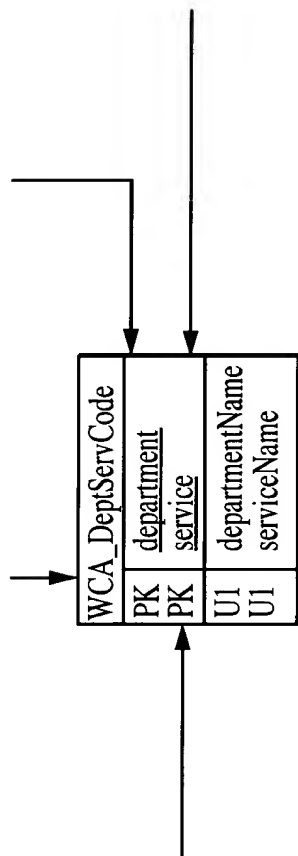 WCA_DeptServCode
PK department
PK service
U1 departmentName
U1 serviceName